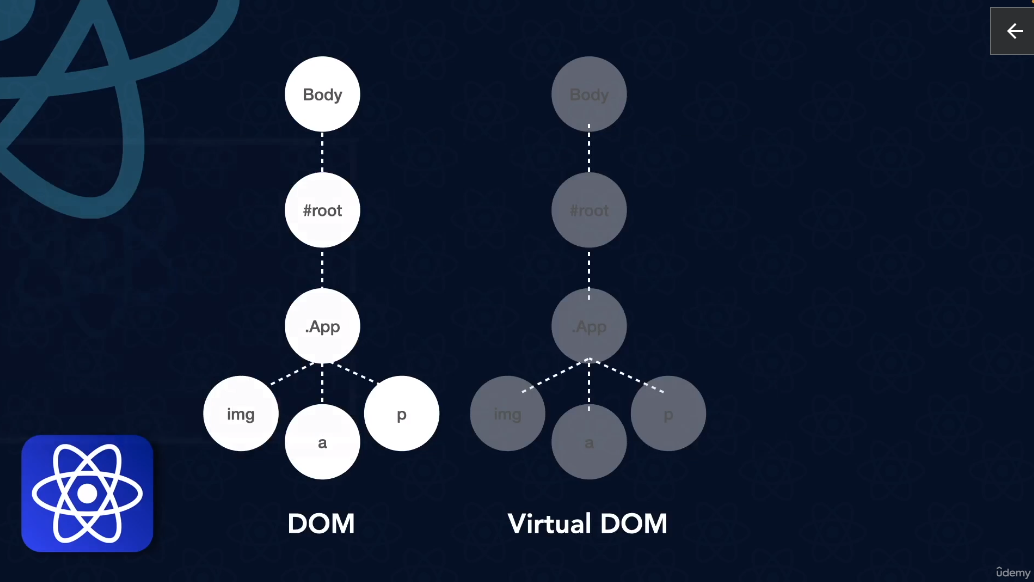 Body
Body
#root
#root
.App
.App
img
a
p
img
a
p
DOM
Virtual DOM
ûdemy